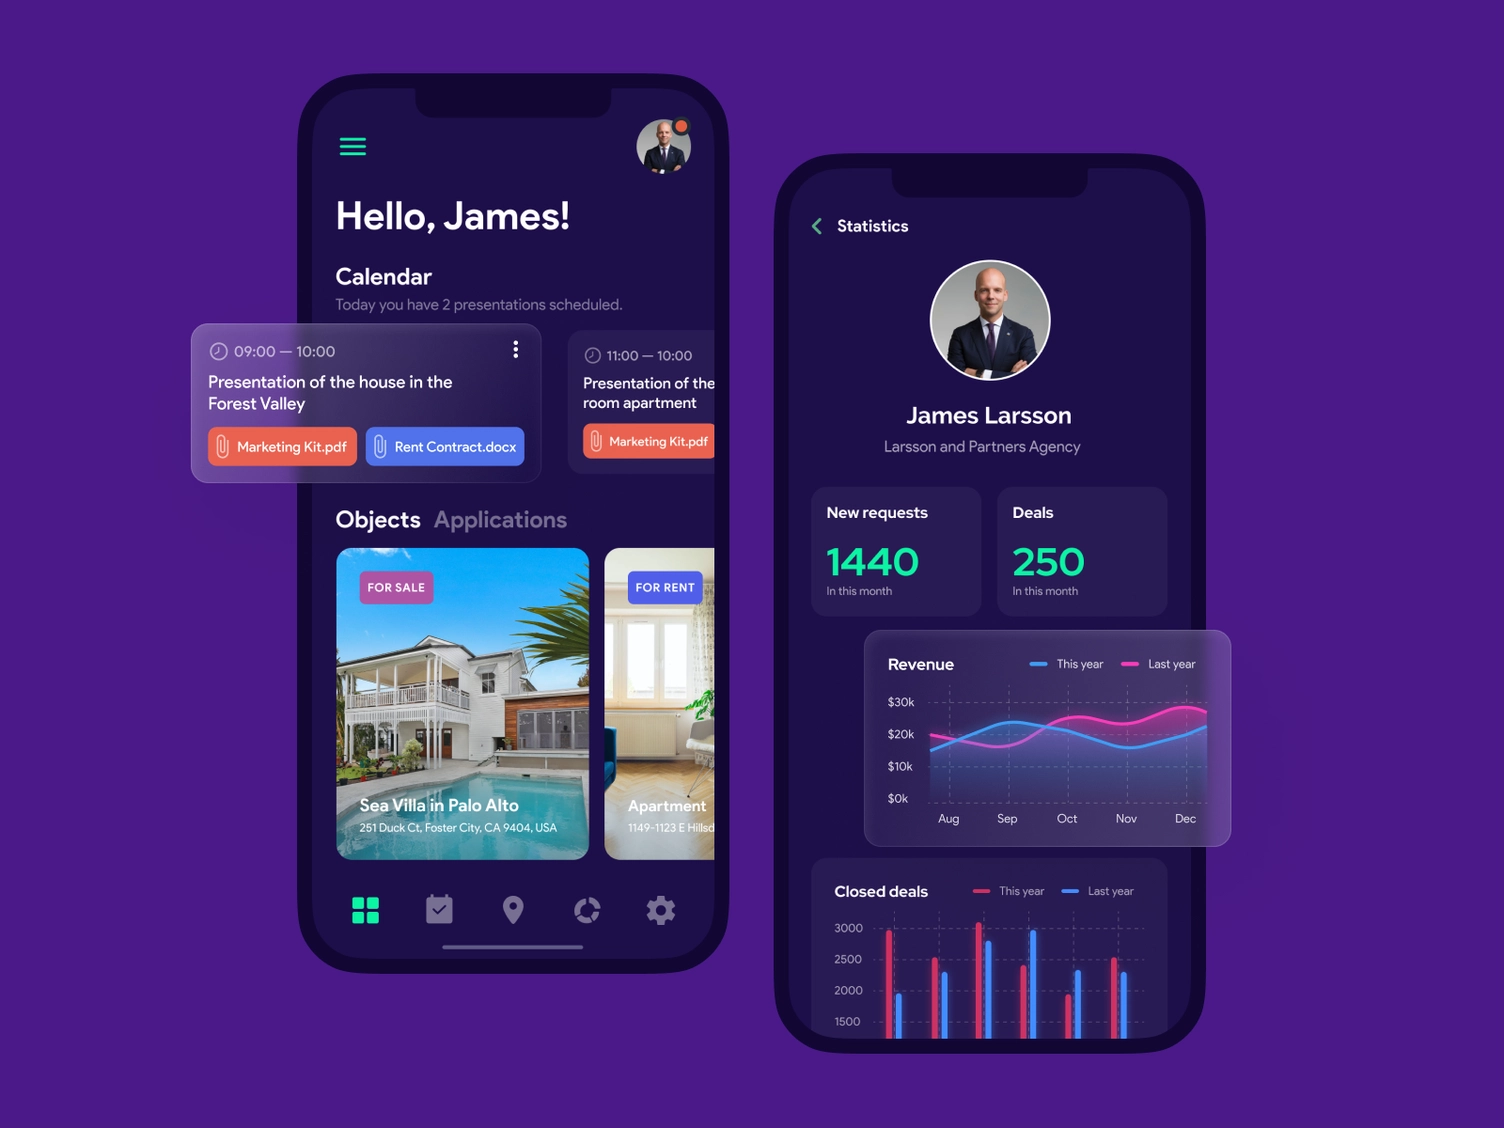 Hello, James!
Calendar
Today you have 2 presentations scheduled.
09:00 — 10:00
Presentation of the house in the
Forest Valley
Marketing Kit.pdf
Rent Contract.docx
11:00 — 10:00
Presentation of the
room apartment
Marketing Kit.pdf
Objects
Applications
FOR SALE
Sea Villa in Palo Alto
251 Duck Ct, Foster City, CA 9404, USA
FOR RENT
Apartment
1149-1123 E Hillsd
Statistics
James Larsson
Larsson and Partners Agency
New requests
1440
In this month
Deals
250
In this month
Revenue
This year
Last year
$30k
$20k
$10k
$0k
Aug Sep Oct Nov Dec
Closed deals
This year
Last year
3000
2500
2000
1500